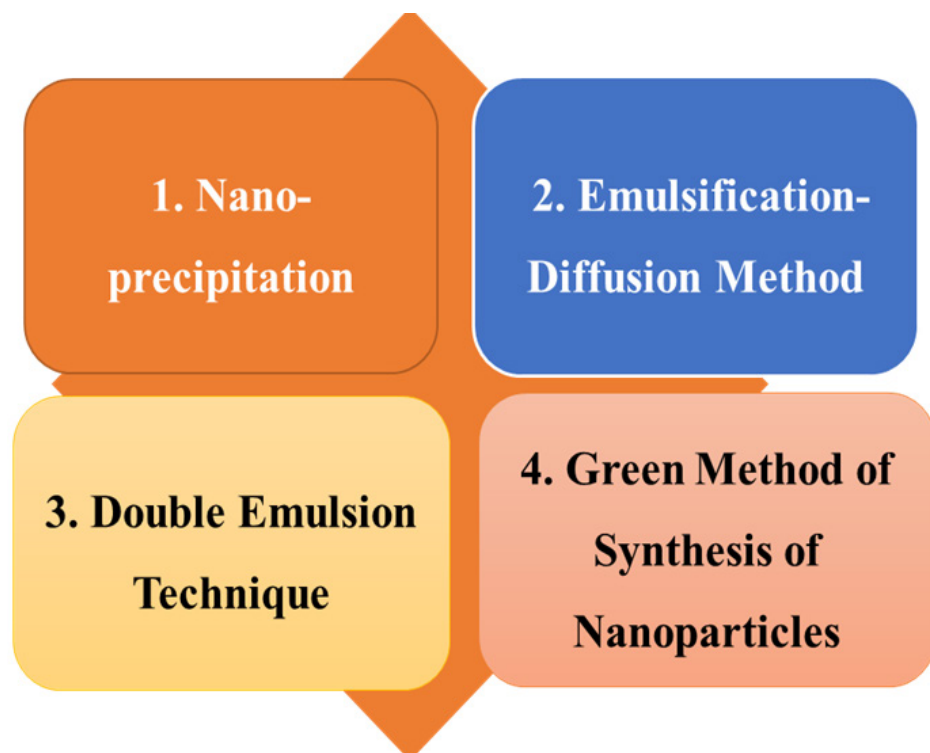 1. Nano-
precipitation
2. Emulsification-
Diffusion Method
3. Double Emulsion
Technique
4. Green Method of
Synthesis of
Nanoparticles